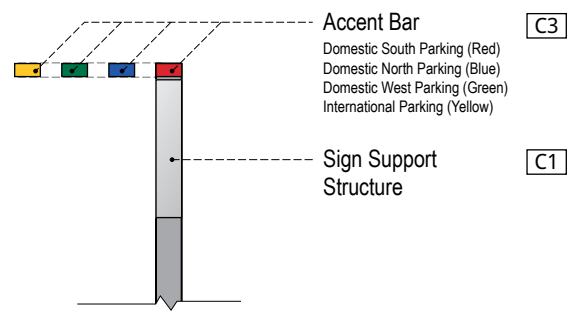 Accent Bar
C3
Domestic South Parking (Red)
Domestic North Parking (Blue)
Domestic West Parking (Green)
International Parking (Yellow)
Sign Support
Structure
C1